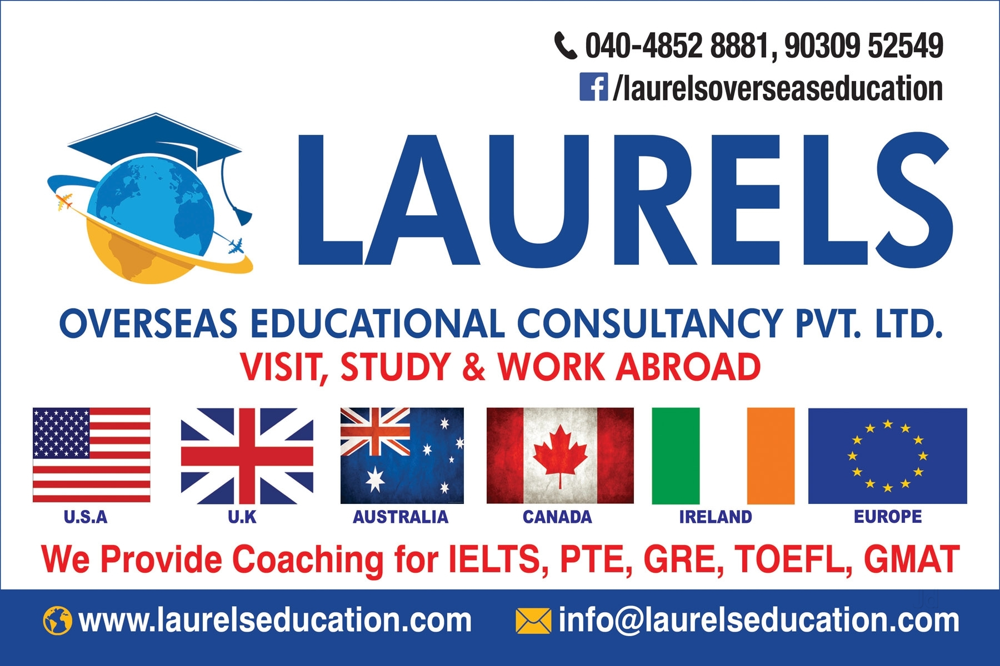 040-4852 8881, 90309 52549
/laurelsoverseaseducation
LAURELS
OVERSEAS EDUCATIONAL CONSULTANCY PVT. LTD.
VISIT, STUDY & WORK ABROAD
U.S.A U.K AUSTRALIA CANADA IRELAND EUROPE
We Provide Coaching for IELTS, PTE, GRE, TOEFL, GMAT
www.laurelseducation.com info@laurelseducation.com
Jd